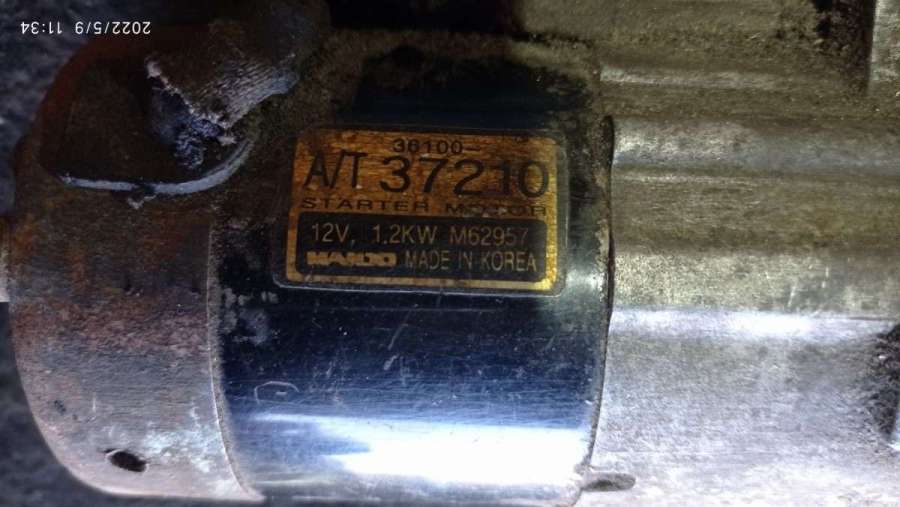 2022/5/9 11:34
36100-
A/T 37210
STARTER MOTOR
12V, 1.2KW M62957
MANDO MADE IN KOREA